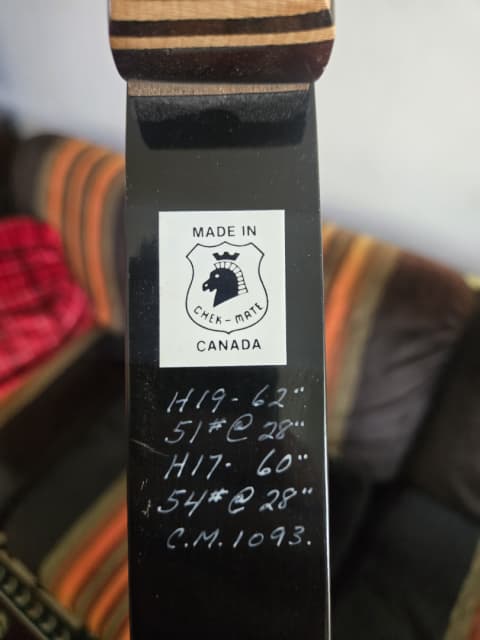 MADE IN
CHEK-MATE
CANADA
H19- 62"
51# @ 28"
H17- 60"
54# @ 28"
C.M. 1093.